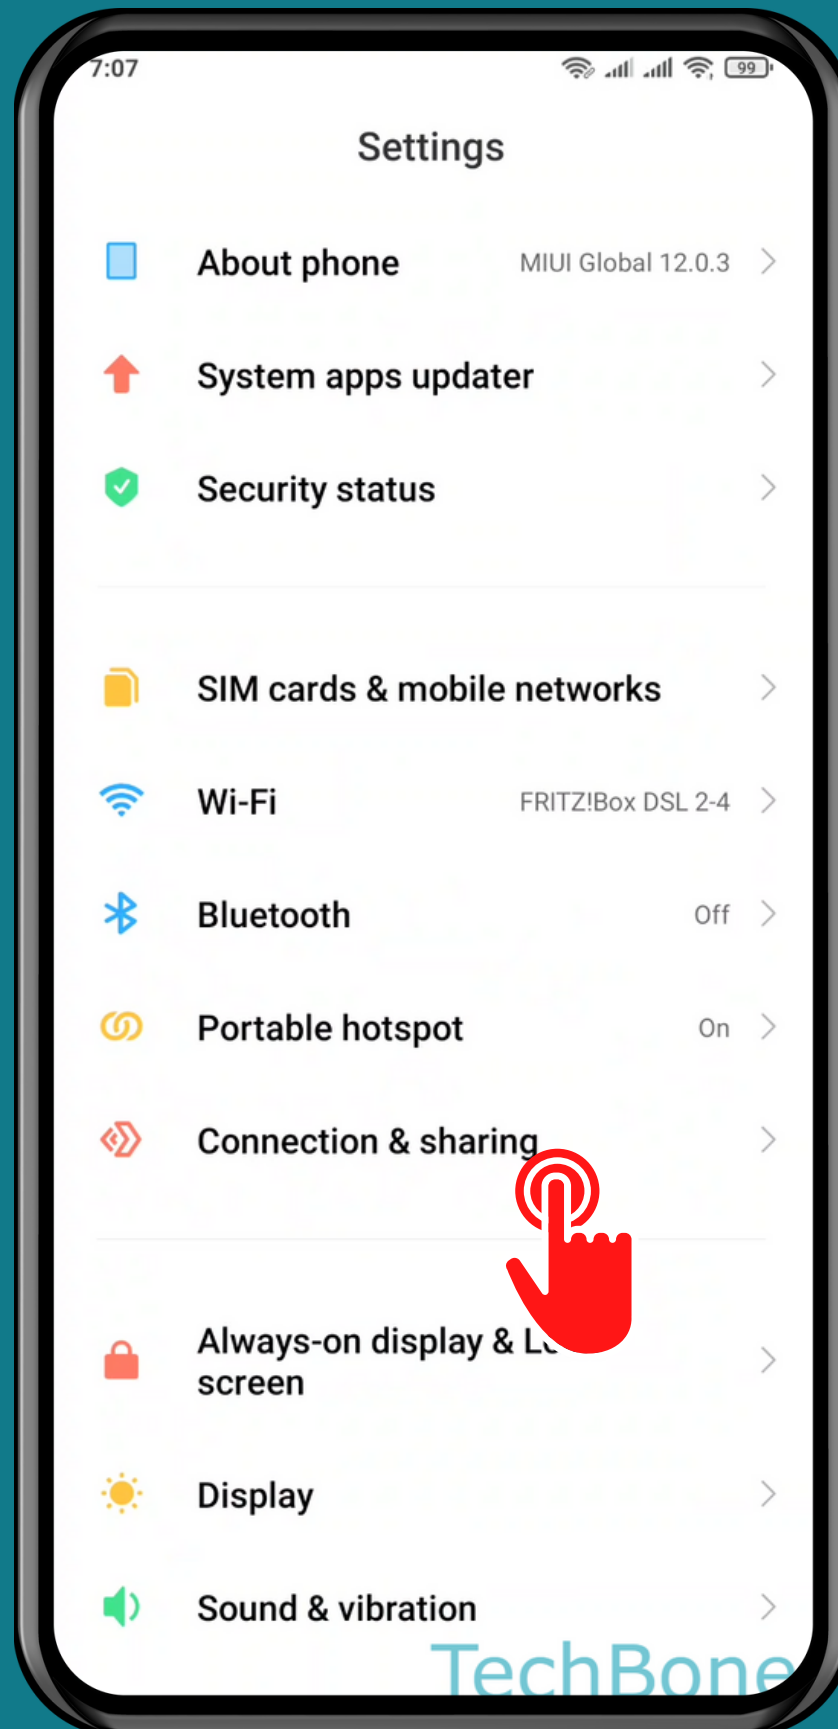 7:07
99
Settings
About phone
MIUI Global 12.0.3
System apps updater
Security status
SIM cards & mobile networks
Wi-Fi
FRITZ!Box DSL 2-4
Bluetooth
Off
Portable hotspot
On
Connection & sharing
Always-on display &
screen
Display
Sound & vibration
TechBone